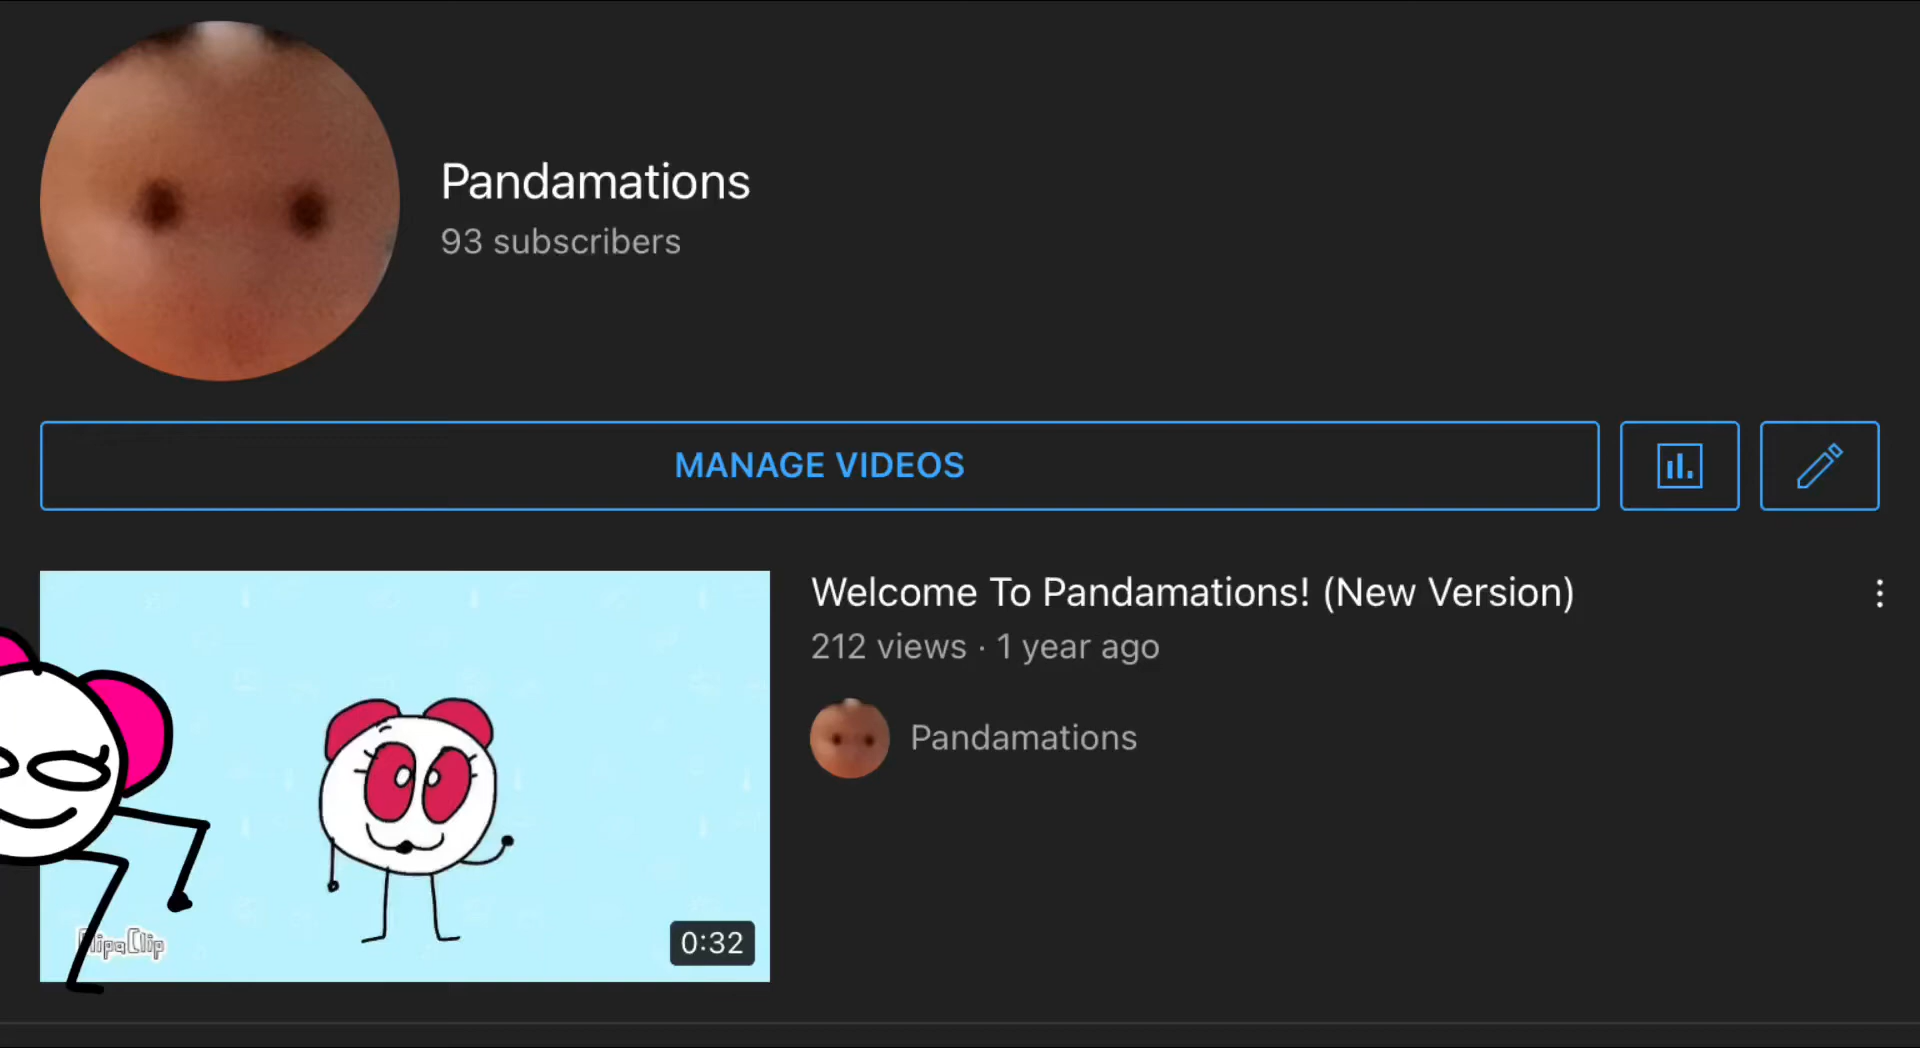 Pandamations
93 subscribers
MANAGE VIDEOS
Welcome To Pandamations! (New Version)
212 views · 1 year ago
Pandamations
FlipaClip
0:32